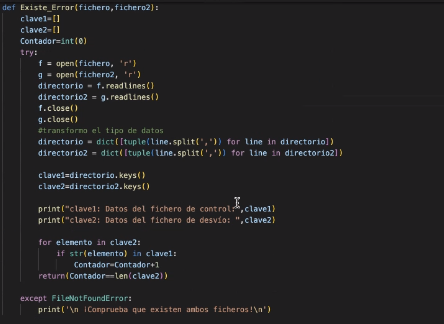 def Existe_Error(fichero,fichero2):
    clave1=[]
    clave2=[]
    Contador=int(0)
    try:
        f = open(fichero, 'r')
        g = open(fichero2, 'r')
        directorio = f.readlines()
        directorio2 = g.readlines()
        f.close()
        g.close()
        #transformo el tipo de datos
        directorio = dict([tuple(line.split(',')) for line in directorio])
        directorio2 = dict([tuple(line.split(',')) for line in directorio2])
        clave1=directorio.keys()
        clave2=directorio2.keys()
        print("clave1: Datos del fichero de control:",clave1)
        print("clave2: Datos del fichero de desvío: ",clave2)
        for elemento in clave2:
            if str(elemento) in clave1:
                Contador=Contador+1
        return(Contador==len(clave2))
    except FileNotFoundError:
        print('\n ¡Comprueba que existen ambos ficheros!\n')